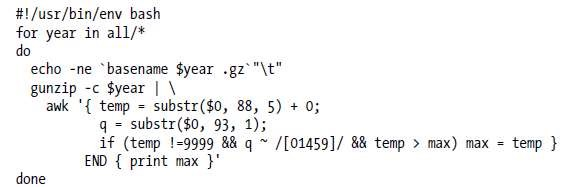 #!/usr/bin/env bash
for year in all/*
do
  echo -ne `basename $year .gz`"\t"
  gunzip -c $year | \
    awk '{ temp = substr($0, 88, 5) + 0;
           q = substr($0, 93, 1);
           if (temp !=9999 && q ~ /[01459]/ && temp > max) max = temp }
         END { print max }'
done